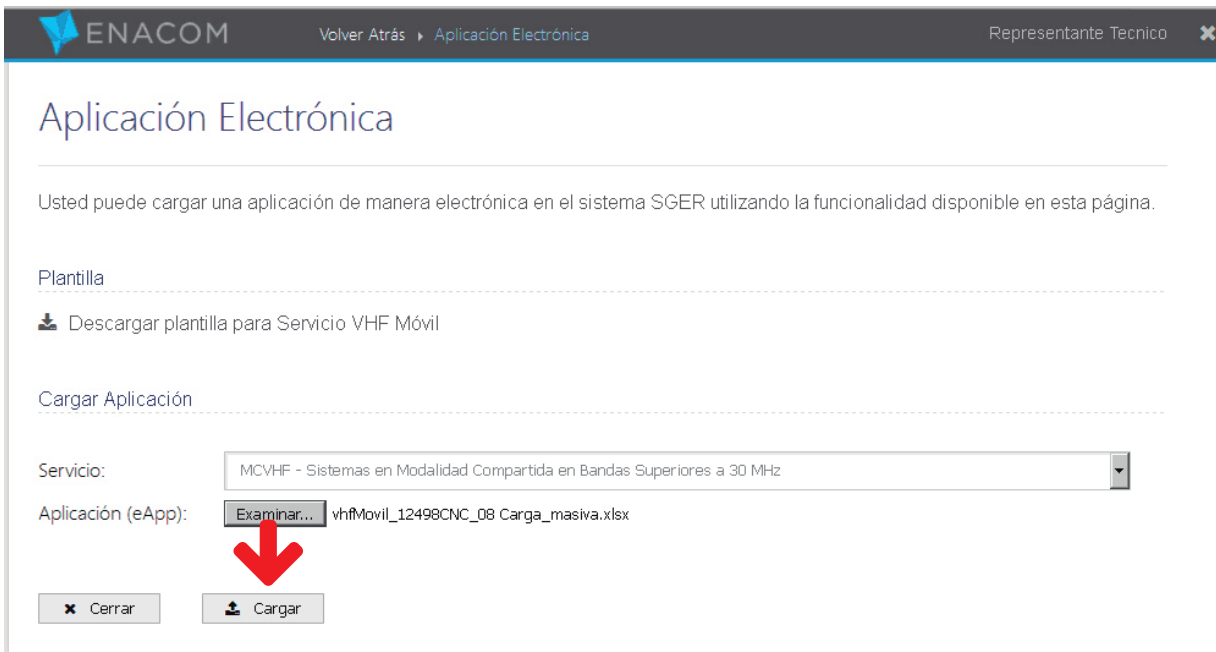 ENACOM Volver Atrás Aplicación Electrónica Representante Tecnico
Aplicación Electrónica
Usted puede cargar una aplicación de manera electrónica en el sistema SGER utilizando la funcionalidad disponible en esta página.
Plantilla
Descargar plantilla para Servicio VHF Móvil
Cargar Aplicación
Servicio: MCVHF - Sistemas en Modalidad Compartida en Bandas Superiores a 30 MHz
Aplicación (eApp): Examinar... vhfMovil_12498CNC_08 Carga_masiva.xlsx
Cerrar Cargar